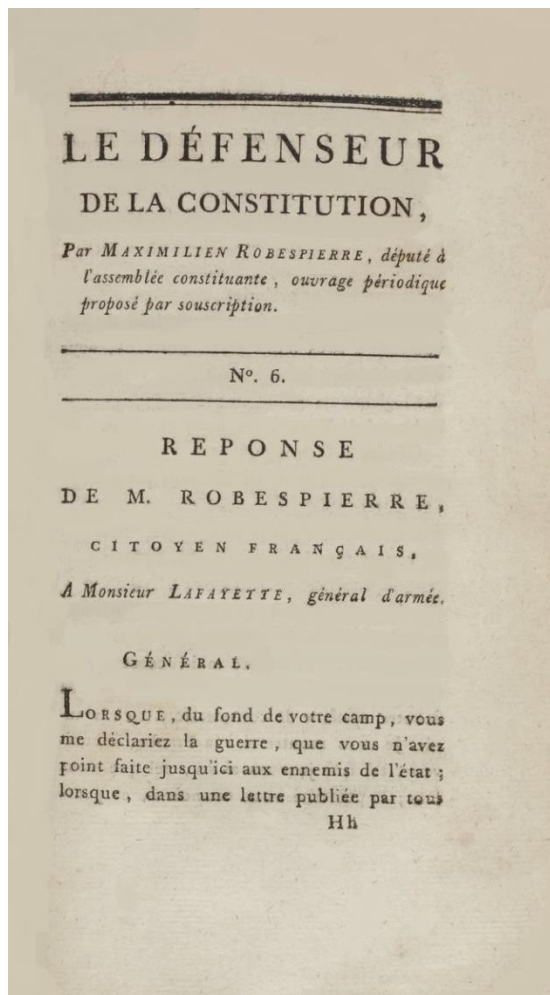 LE DÉFENSEUR
DE LA CONSTITUTION,
Par MAXIMILIEN ROBESPIERRE, député à
l'assemblée constituante, ouvrage périodique
proposé par souscription.
Nº. 6.
REPONSE
DE M. ROBESPIERRE,
CITOYEN FRANÇAIS,
A Monsieur LAFAYETTE, général d'armée.
GÉNÉRAL.
LORSQUE, du fond de votre camp, vous
me déclariez la guerre, que vous n'avez
point faite jusqu'ici aux ennemis de l'état;
lorsque, dans une lettre publiée par tous
Hh